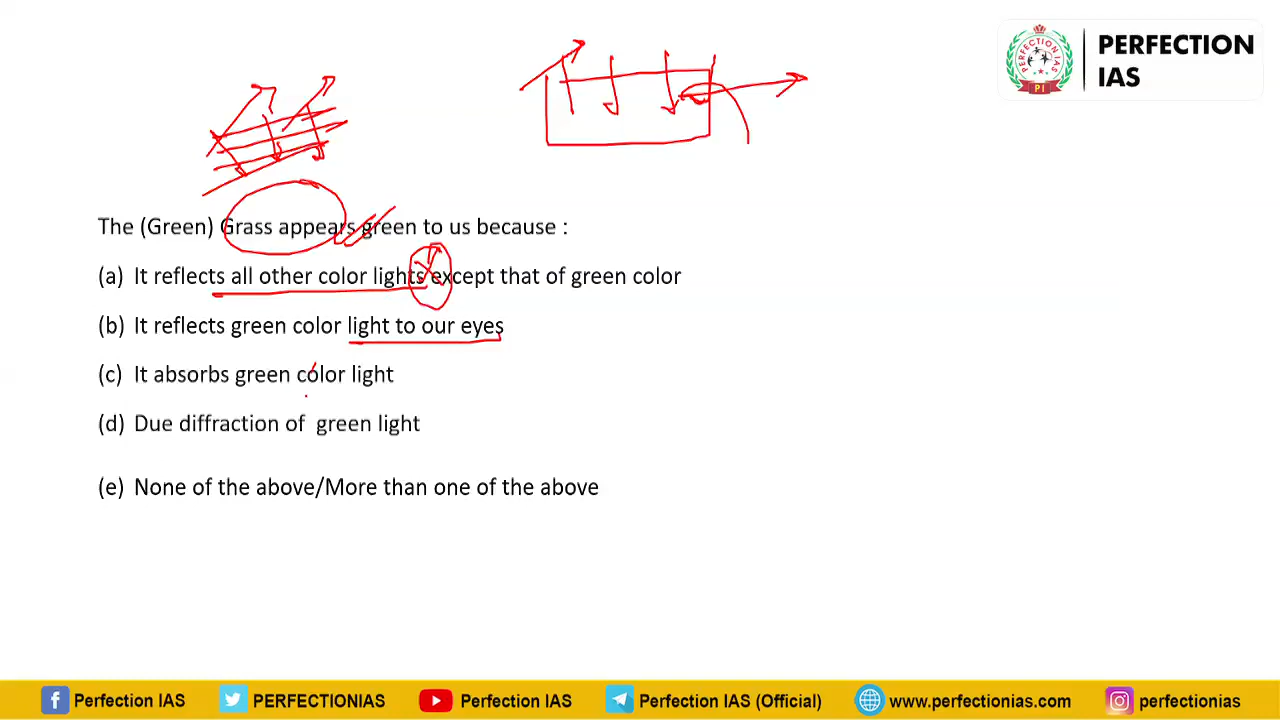 PERFECTION
IAS
PERFECTION IAS
PI
The (Green) Grass appears green to us because :
(a) It reflects all other color lights except that of green color
(b) It reflects green color light to our eyes
(c) It absorbs green color light
(d) Due diffraction of green light
(e) None of the above/More than one of the above
Perfection IAS
PERFECTIONIAS
Perfection IAS
Perfection IAS (Official)
www.perfectionias.com
perfectionias